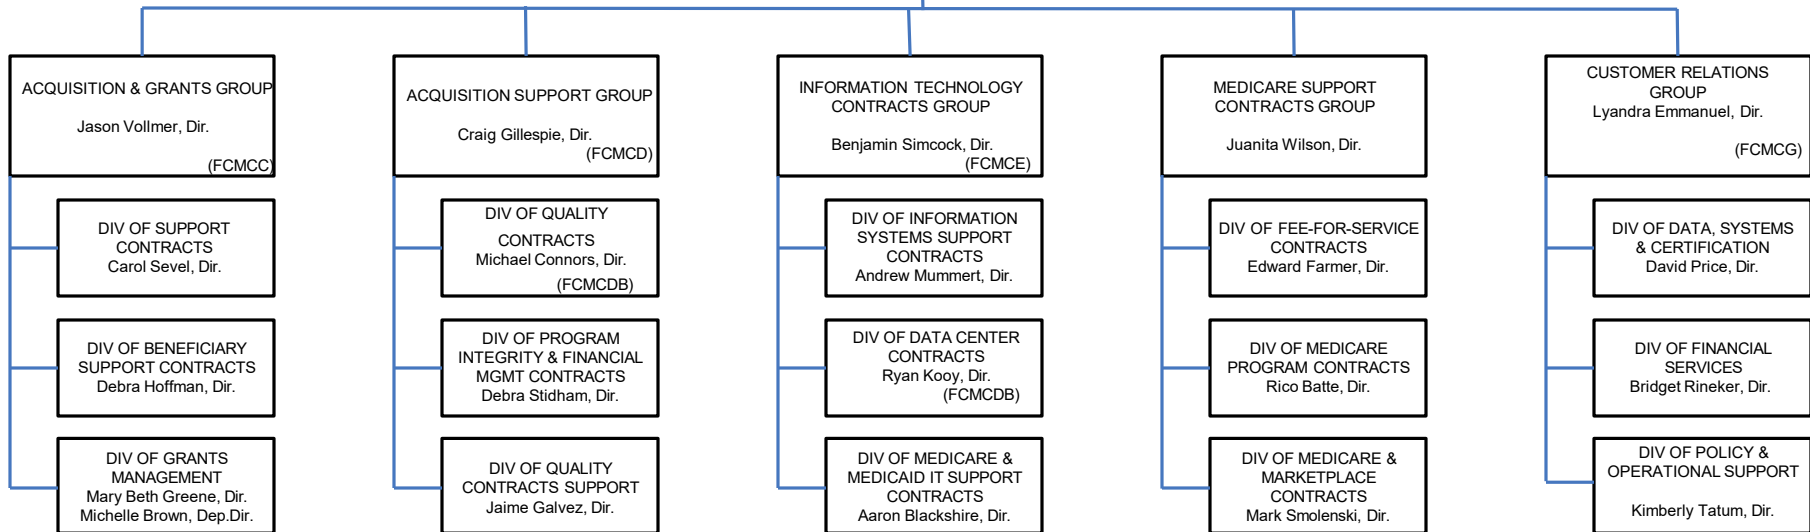 ACQUISITION & GRANTS GROUP
Jason Vollmer, Dir.
(FCMCC)
DIV OF SUPPORT
CONTRACTS
Carol Sevel, Dir.
DIV OF BENEFICIARY
SUPPORT CONTRACTS
Debra Hoffman, Dir.
DIV OF GRANTS
MANAGEMENT
Mary Beth Greene, Dir.
Michelle Brown, Dep.Dir.
ACQUISITION SUPPORT GROUP
Craig Gillespie, Dir.
(FCMCD)
DIV OF QUALITY
CONTRACTS
Michael Connors, Dir.
(FCMCDB)
DIV OF PROGRAM
INTEGRITY & FINANCIAL
MGMT CONTRACTS
Debra Stidham, Dir.
DIV OF QUALITY
CONTRACTS SUPPORT
Jaime Galvez, Dir.
INFORMATION TECHNOLOGY
CONTRACTS GROUP
Benjamin Simcock, Dir.
(FCMCE)
DIV OF INFORMATION
SYSTEMS SUPPORT
CONTRACTS
Andrew Mummert, Dir.
DIV OF DATA CENTER
CONTRACTS
Ryan Kooy, Dir.
(FCMCDB)
DIV OF MEDICARE &
MEDICAID IT SUPPORT
CONTRACTS
Aaron Blackshire, Dir.
MEDICARE SUPPORT
CONTRACTS GROUP
Juanita Wilson, Dir.
DIV OF FEE-FOR-SERVICE
CONTRACTS
Edward Farmer, Dir.
DIV OF MEDICARE
PROGRAM CONTRACTS
Rico Batte, Dir.
DIV OF MEDICARE &
MARKETPLACE
CONTRACTS
Mark Smolenski, Dir.
CUSTOMER RELATIONS
GROUP
Lyandra Emmanuel, Dir.
(FCMCG)
DIV OF DATA, SYSTEMS
& CERTIFICATION
David Price, Dir.
DIV OF FINANCIAL
SERVICES
Bridget Rineker, Dir.
DIV OF POLICY &
OPERATIONAL SUPPORT
Kimberly Tatum, Dir.